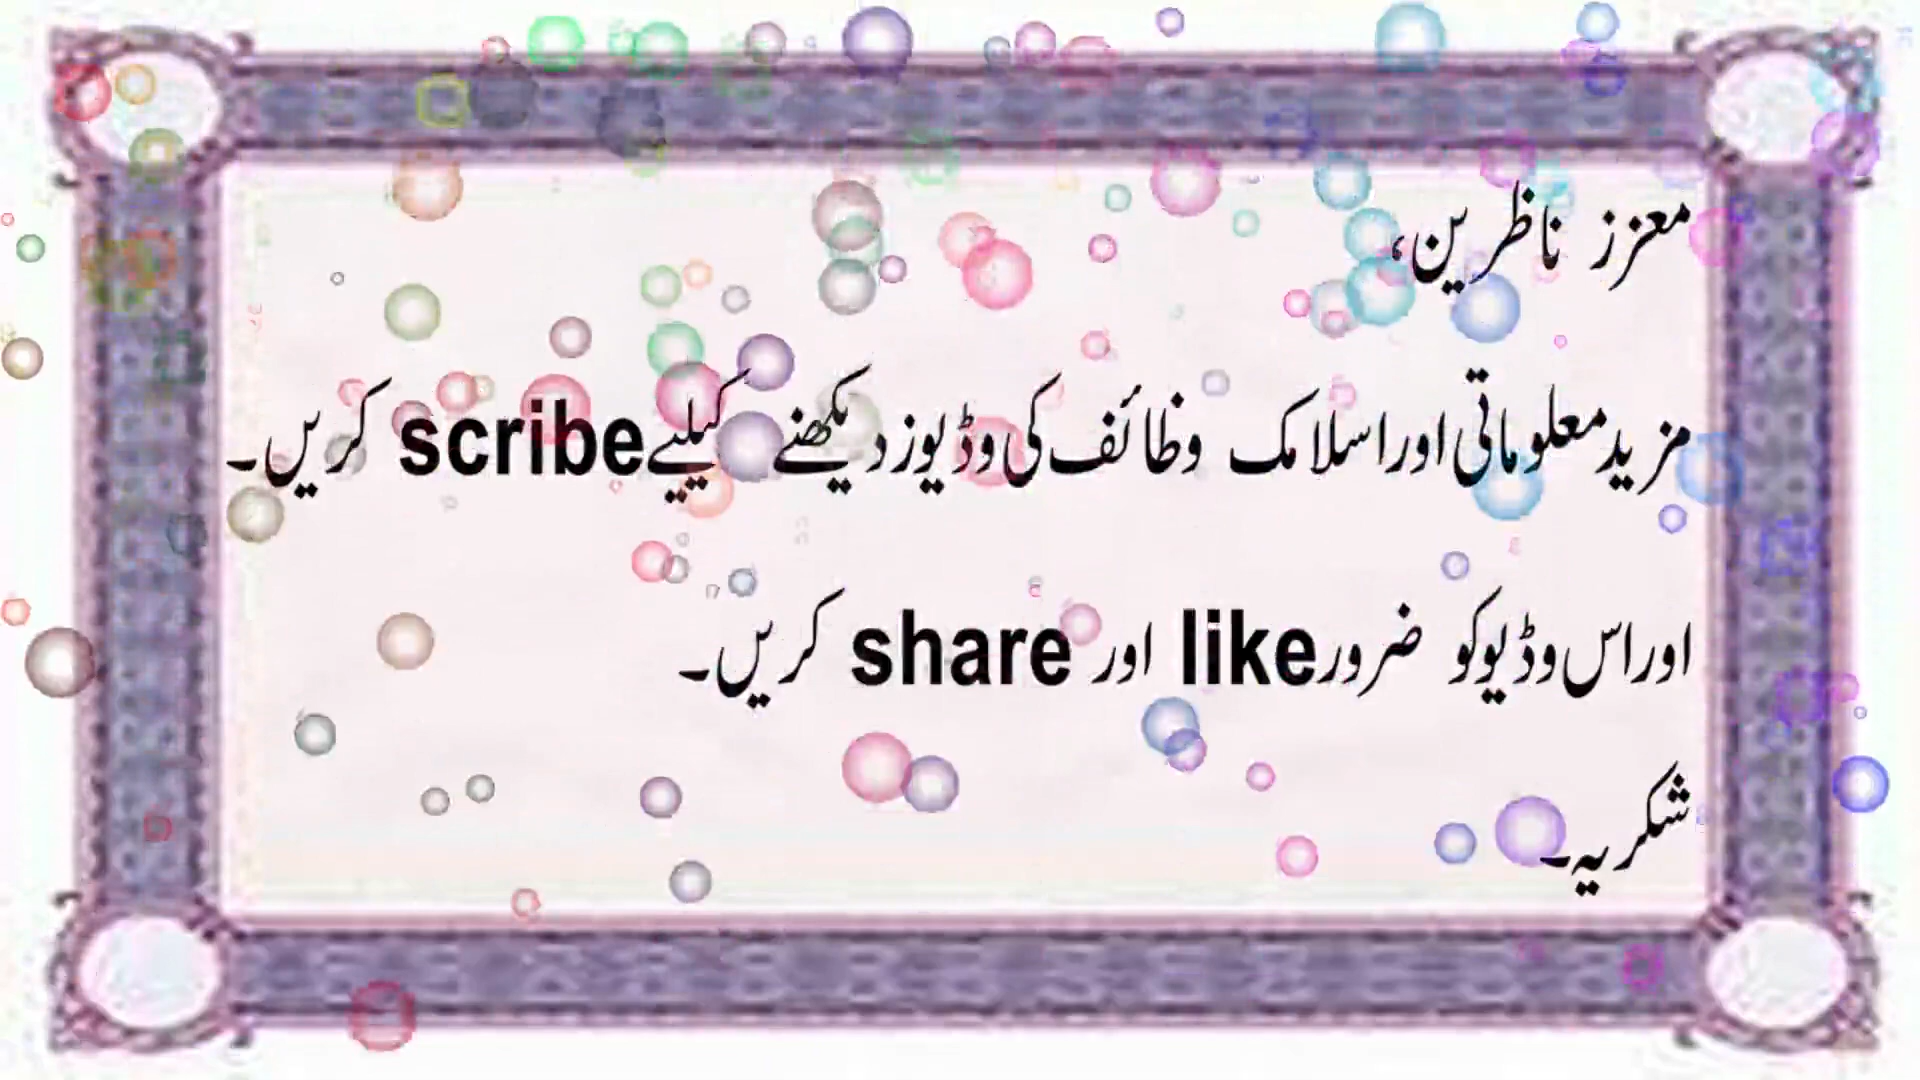 معزز ناظرین،
مزید معلوماتی اور اسلامک وظائف کی وڈیوز دیکھنے کیلیے scribe کریں۔
اور اس وڈیو کو ضرور like اور share کریں۔
شکریہ۔